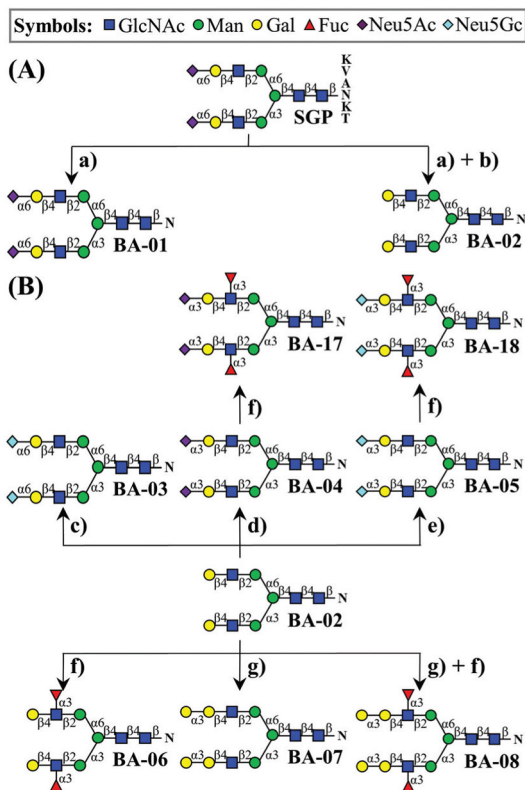 Symbols: GlcNAc Man Gal Fuc Neu5Ac Neu5Gc
(A)
K
V
A
N
K
T
α6 β4 β2 α6
β4 β4 β
SGP
α6 β4 β2 α3
a)
a) + b)
α6 β4 β2 α6
β4 β4 β N
BA-01
α6 β4 β2 α3
β4 β2 α6
β4 β4 β N
BA-02
β4 β2 α3
(B)
α3
α3 β4 β2 α6
β4 β4 β N
BA-17
α3 β4 β2 α3
α3
α3
α3 β4 β2 α6
β4 β4 β N
BA-18
α3 β4 β2 α3
α3
f)
f)
α6 β4 β2 α6
β4 β4 β N
BA-03
α6 β4 β2 α3
α3 β4 β2 α6
β4 β4 β N
BA-04
α3 β4 β2 α3
α3 β4 β2 α6
β4 β4 β N
BA-05
α3 β4 β2 α3
c)
d)
e)
β4 β2 α6
β4 β4 β N
BA-02
β4 β2 α3
f)
g)
g) + f)
α3
β4 β2 α6
β4 β4 β N
BA-06
β4 β2 α3
α3
α3 β4 β2 α6
β4 β4 β N
BA-07
α3 β4 β2 α3
α3
α3 β4 β2 α6
β4 β4 β N
BA-08
α3 β4 β2 α3
α3